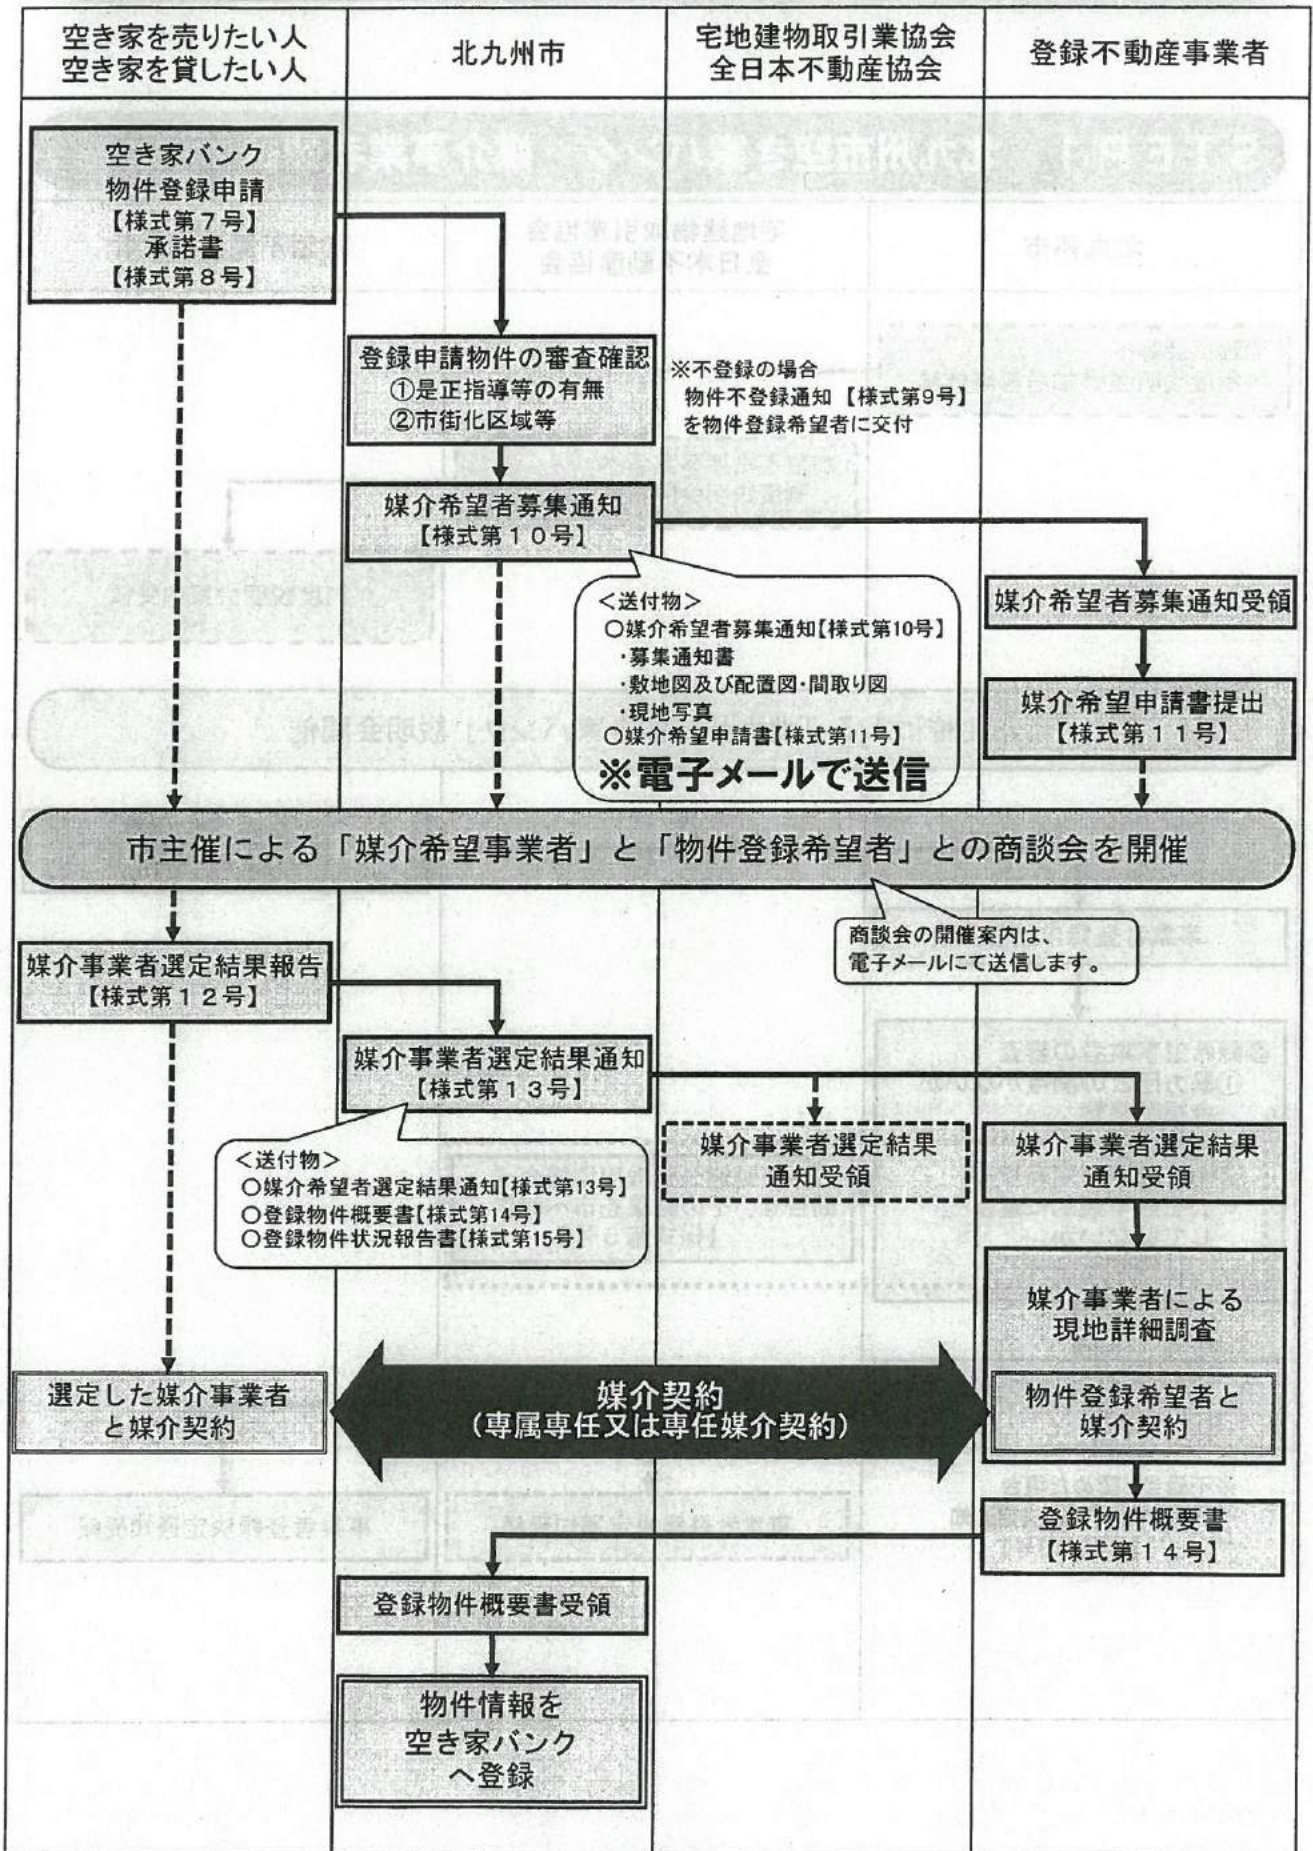 空き家を売りたい人
空き家を貸したい人
北九州市
宅地建物取引業協会
全日本不動産協会
登録不動産事業者
空き家バンク
物件登録申請
【様式第７号】
承諾書
【様式第８号】
登録申請物件の審査確認
①是正指導等の有無
②市街化区域等
※不登録の場合
物件不登録通知【様式第9号】
を物件登録希望者に交付
媒介希望者募集通知
【様式第１０号】
＜送付物＞
○媒介希望者募集通知【様式第10号】
・募集通知書
・敷地図及び配置図・間取り図
・現地写真
○媒介希望申請書【様式第11号】
※電子メールで送信
媒介希望者募集通知受領
媒介希望申請書提出
【様式第１１号】
市主催による「媒介希望事業者」と「物件登録希望者」との商談会を開催
商談会の開催案内は、
電子メールにて送信します。
媒介事業者選定結果報告
【様式第１２号】
媒介事業者選定結果通知
【様式第１３号】
＜送付物＞
○媒介希望者選定結果通知【様式第13号】
○登録物件概要書【様式第14号】
○登録物件状況報告書【様式第15号】
媒介事業者選定結果
通知受領
媒介事業者選定結果
通知受領
媒介事業者による
現地詳細調査
選定した媒介事業者
と媒介契約
媒介契約
（専属専任又は専任媒介契約）
物件登録希望者と
媒介契約
登録物件概要書
【様式第１４号】
登録物件概要書受領
物件情報を
空き家バンク
へ登録